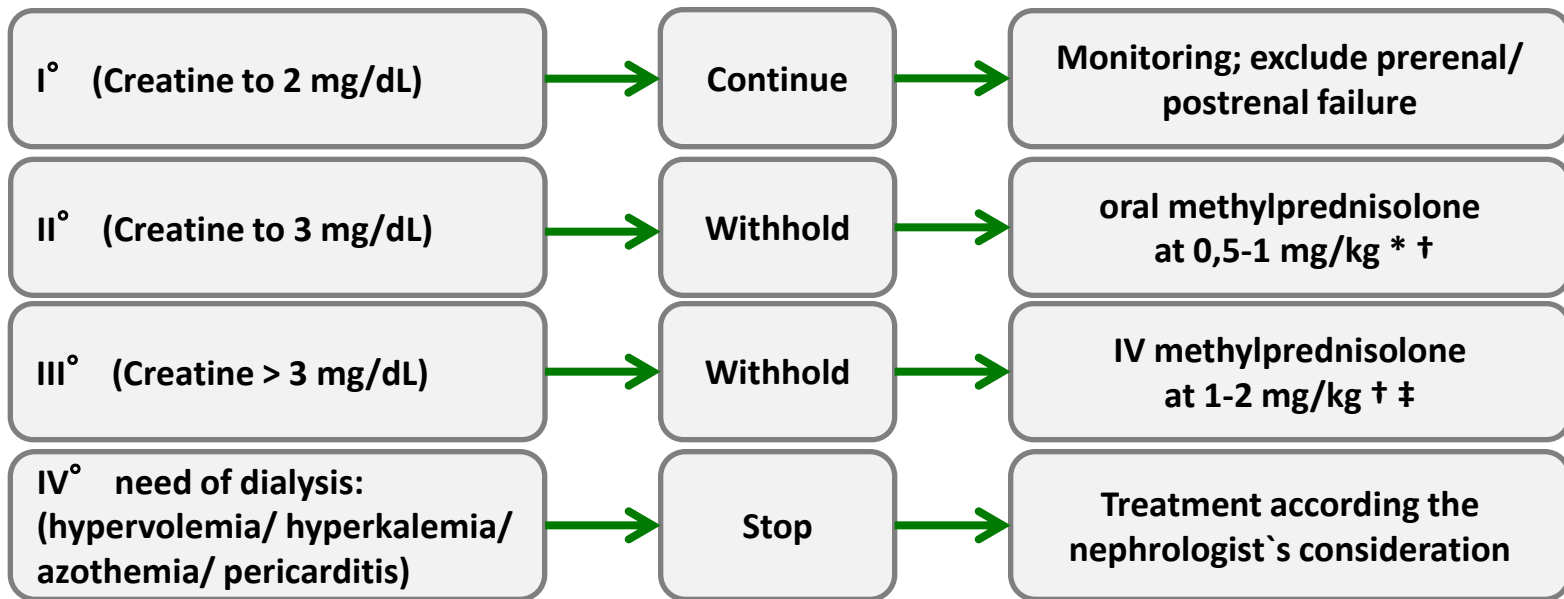 I° (Creatine to 2 mg/dL)
Continue
Monitoring; exclude prerenal/
postrenal failure
II° (Creatine to 3 mg/dL)
Withhold
oral methylprednisolone
at 0,5-1 mg/kg * †
III° (Creatine > 3 mg/dL)
Withhold
IV methylprednisolone
at 1-2 mg/kg † ‡
IV° need of dialysis:
(hypervolemia/ hyperkalemia/
azothemia/ pericarditis)
Stop
Treatment according the
nephrologist`s consideration